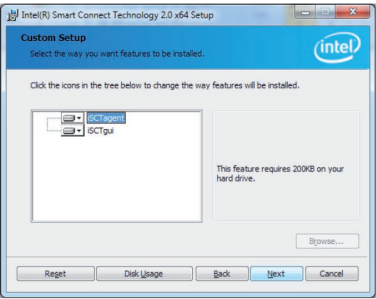 Intel(R) Smart Connect Technology 2.0 x64 Setup
Custom Setup
Select the way you want features to be installed.
intel
Click the icons in the tree below to change the way features will be installed.
iSCTagent
iSCTgui
This feature requires 200KB on your
hard drive.
Browse...
Reset
Disk Usage
Back
Next
Cancel